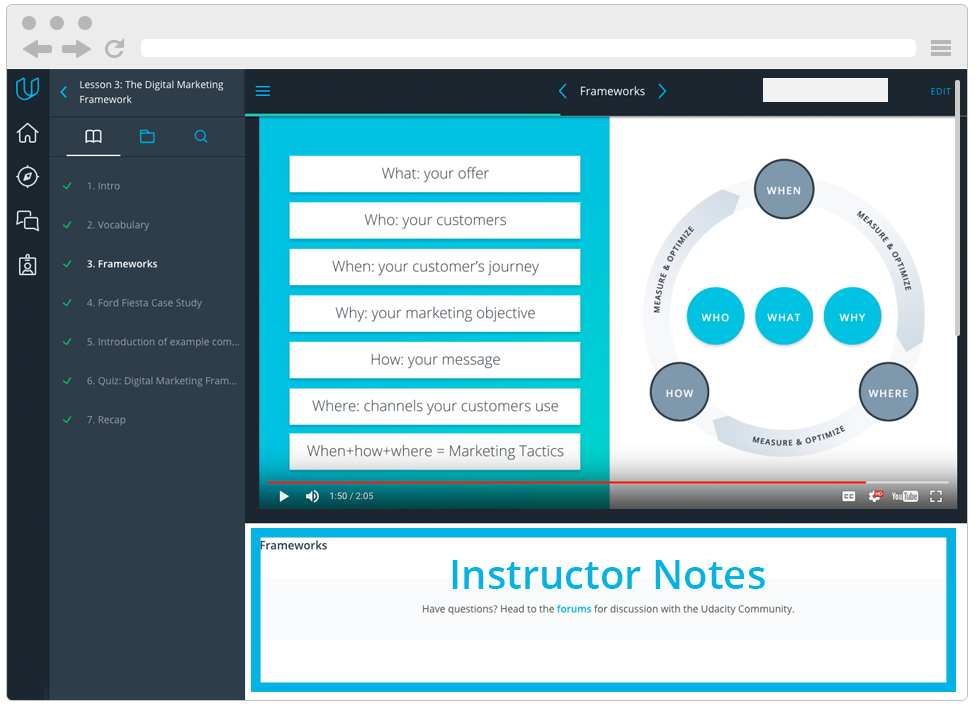 Lesson 3: The Digital Marketing
Framework
Frameworks
EDIT
1. Intro
2. Vocabulary
3. Frameworks
4. Ford Fiesta Case Study
5. Introduction of example com...
6. Quiz: Digital Marketing Fram...
7. Recap
What: your offer
Who: your customers
When: your customer's journey
Why: your marketing objective
How: your message
Where: channels your customers use
When+how+where = Marketing Tactics
WHEN
MEASURE & OPTIMIZE
MEASURE & OPTIMIZE
WHO
WHAT
WHY
HOW
WHERE
MEASURE & OPTIMIZE
1:50 / 2:05
CC
HD
YouTube
Frameworks
Instructor Notes
Have questions? Head to the forums for discussion with the Udacity Community.